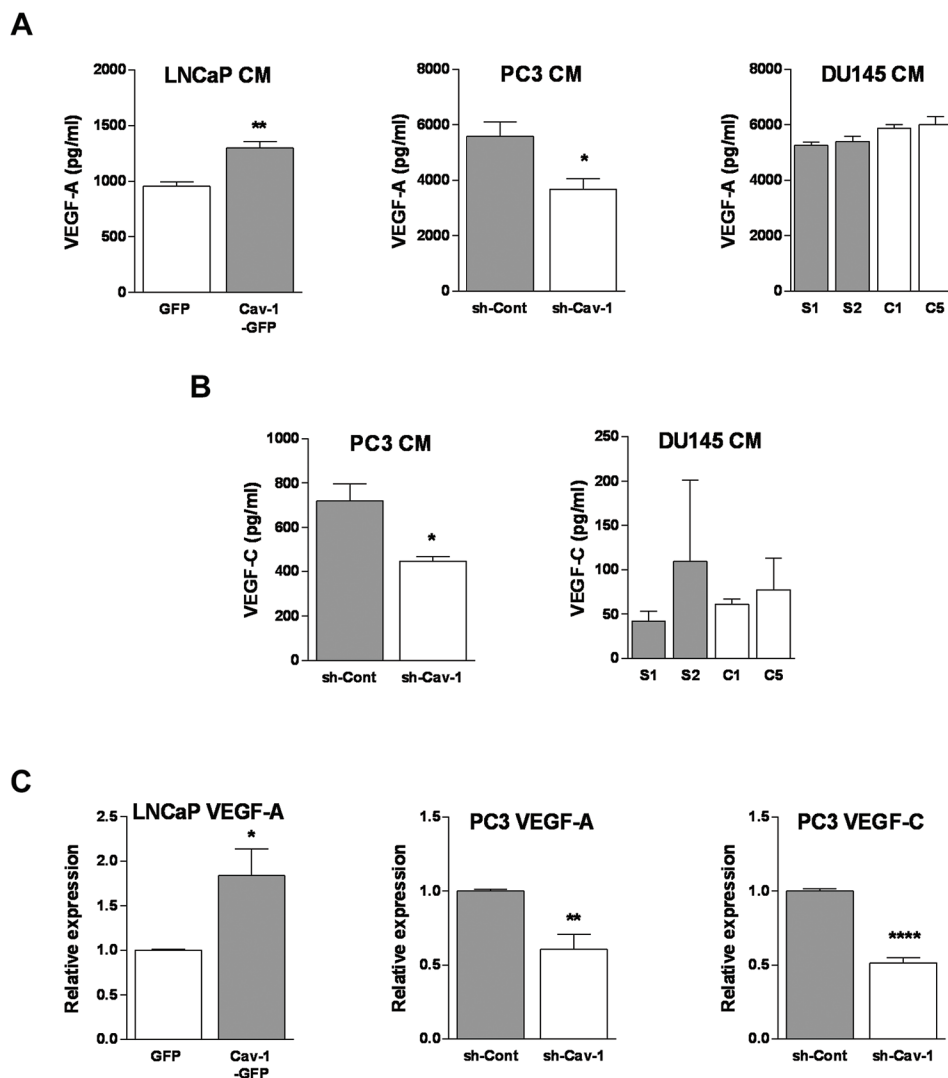 A
LNCaP CM
VEGF-A (pg/ml)
2000
1500
1000
500
0
**
GFP
Cav-1
-GFP
PC3 CM
VEGF-A (pg/ml)
8000
6000
4000
2000
0
*
sh-Cont
sh-Cav-1
DU145 CM
VEGF-A (pg/ml)
8000
6000
4000
2000
0
S1
S2
C1
C5
B
PC3 CM
VEGF-C (pg/ml)
1000
800
600
400
200
0
*
sh-Cont
sh-Cav-1
DU145 CM
VEGF-C (pg/ml)
250
200
150
100
50
0
S1
S2
C1
C5
C
LNCaP VEGF-A
Relative expression
2.5
2.0
1.5
1.0
0.5
0.0
*
GFP
Cav-1
-GFP
PC3 VEGF-A
Relative expression
1.5
1.0
0.5
0.0
**
sh-Cont
sh-Cav-1
PC3 VEGF-C
Relative expression
1.5
1.0
0.5
0.0
****
sh-Cont
sh-Cav-1